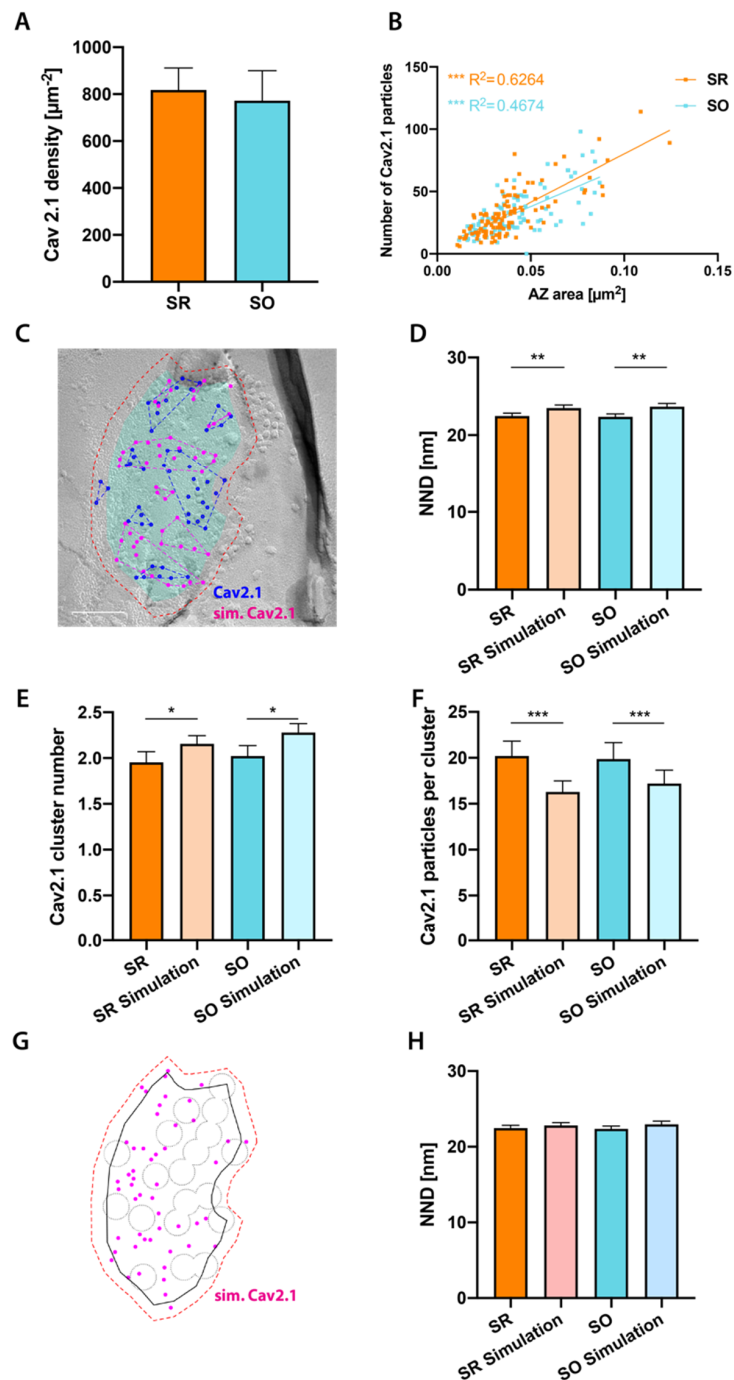 A
Cav 2.1 density [µm-2]
1000
800
600
400
200
0
SR
SO
B
Number of Cav2.1 particles
150
100
50
0
*** R2=0.6264
*** R2=0.4674
SR
SO
0.00
0.05
0.10
0.15
AZ area [µm2]
C
Cav2.1
sim. Cav2.1
D
NND [nm]
30
20
10
0
**
**
SR
SR Simulation
SO
SO Simulation
E
Cav2.1 cluster number
2.5
2.0
1.5
1.0
0.5
0.0
*
*
SR
SR Simulation
SO
SO Simulation
F
Cav2.1 particles per cluster
25
20
15
10
5
0
***
***
SR
SR Simulation
SO
SO Simulation
G
sim. Cav2.1
H
NND [nm]
30
20
10
0
SR
SR Simulation
SO
SO Simulation